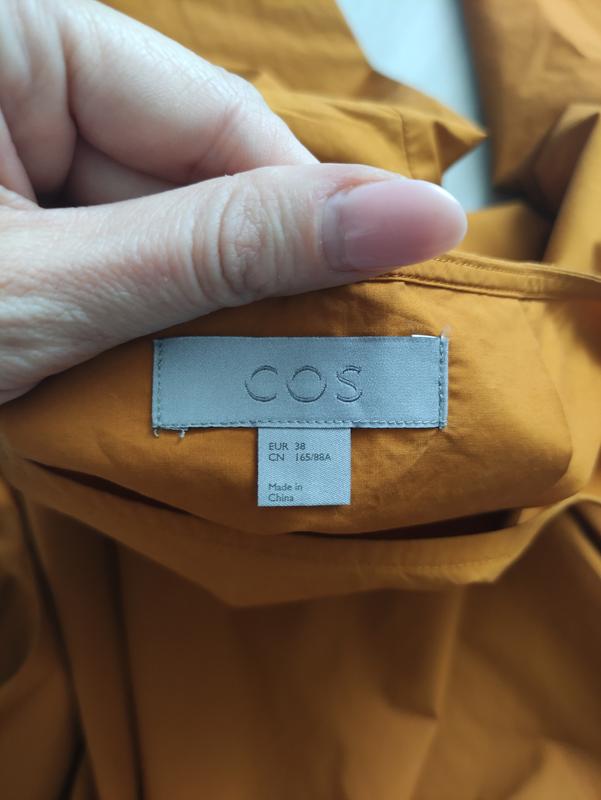 COS
EUR 38
CN 165/88A
Made in
China